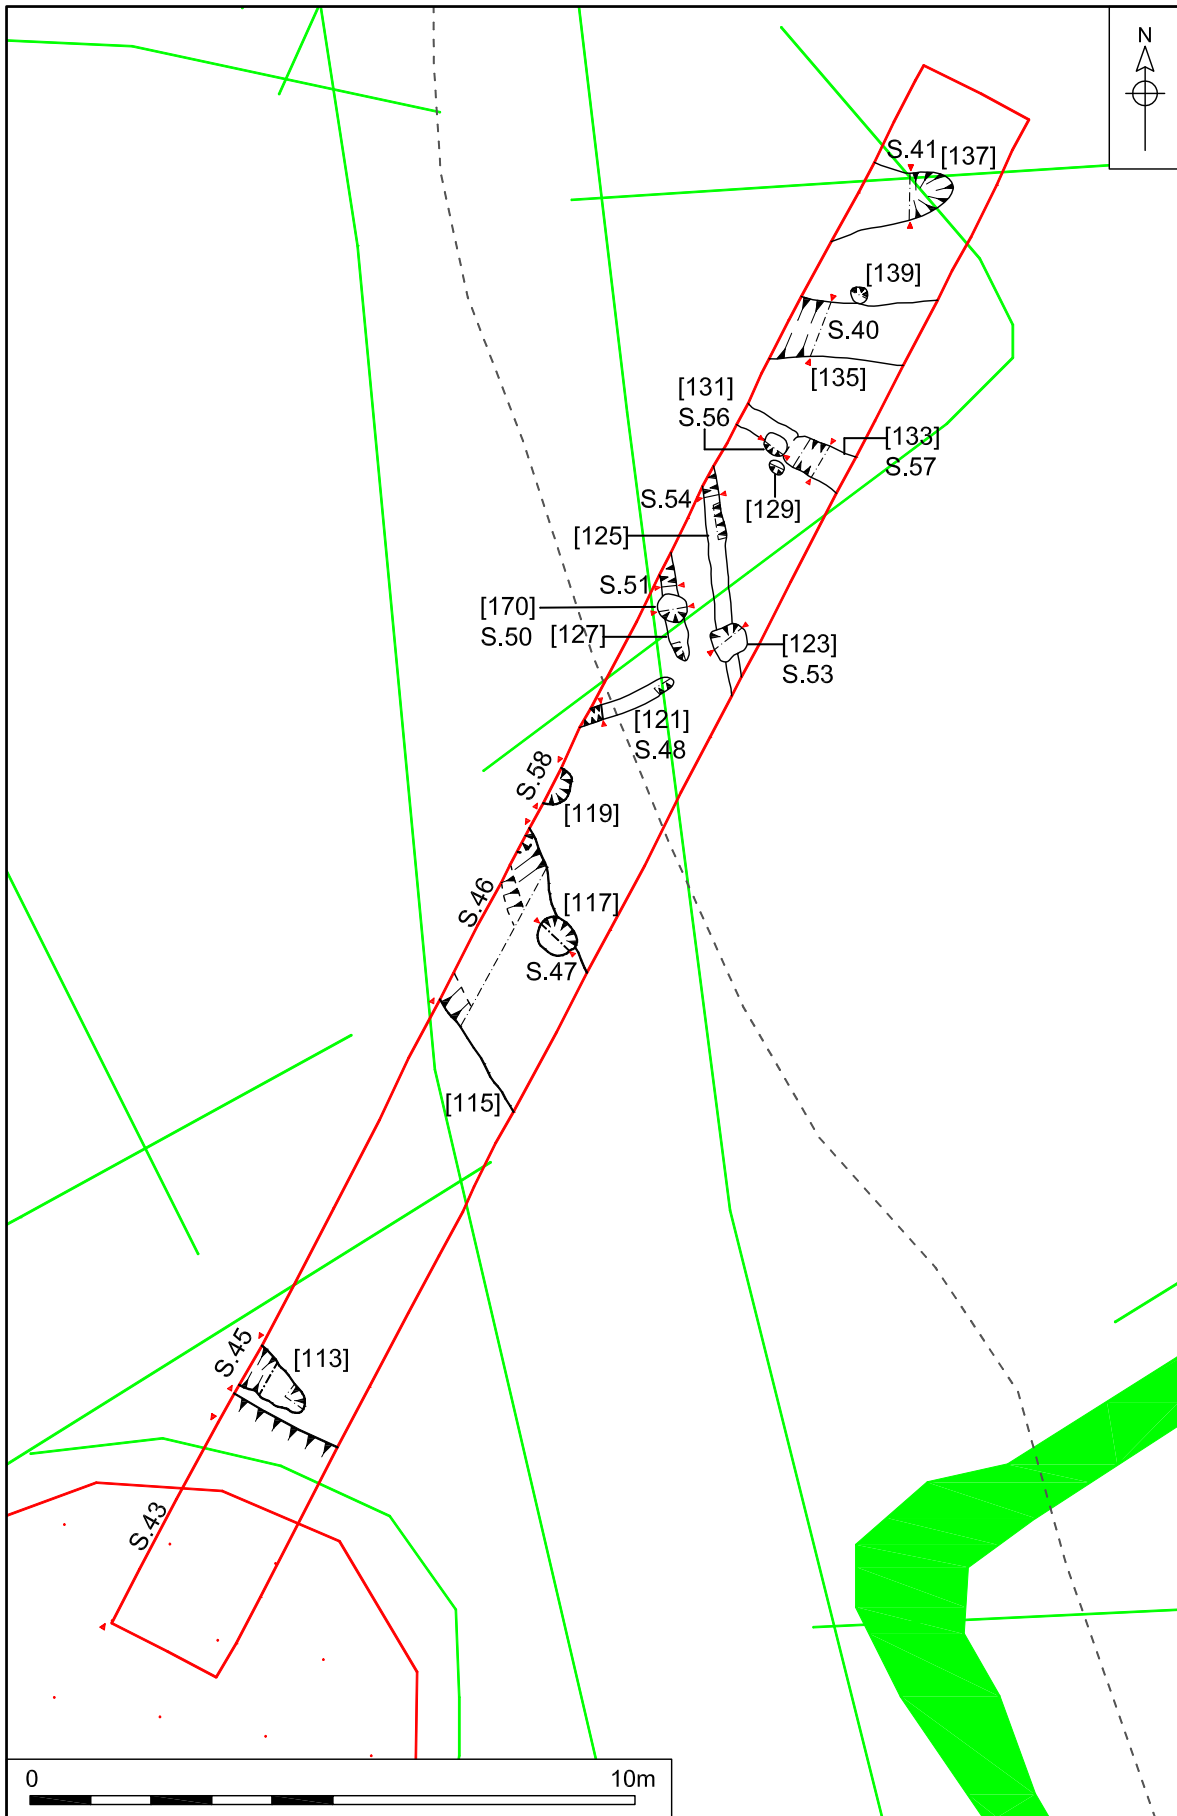 N
S.41 [137]
[139]
S.40
[135]
[131]
S.56
[133]
S.57
[129]
S.54
[125]
S.51
[170]
S.50
[127]
[123]
S.53
[121]
S.48
S.58
[119]
S.46
[117]
S.47
[115]
S.45
[113]
S.43
0 10m